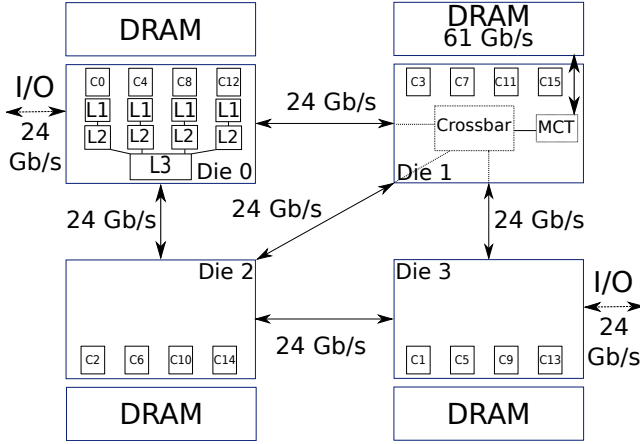 DRAM
DRAM
61 Gb/s
I/O
24
Gb/s
C0 C4 C8 C12
L1 L1 L1 L1
L2 L2 L2 L2
L3
Die 0
24 Gb/s
C3 C7 C11 C15
Crossbar
MCT
Die 1
24 Gb/s
24 Gb/s
24 Gb/s
Die 2
C2 C6 C10 C14
24 Gb/s
Die 3
C1 C5 C9 C13
I/O
24
Gb/s
DRAM
DRAM